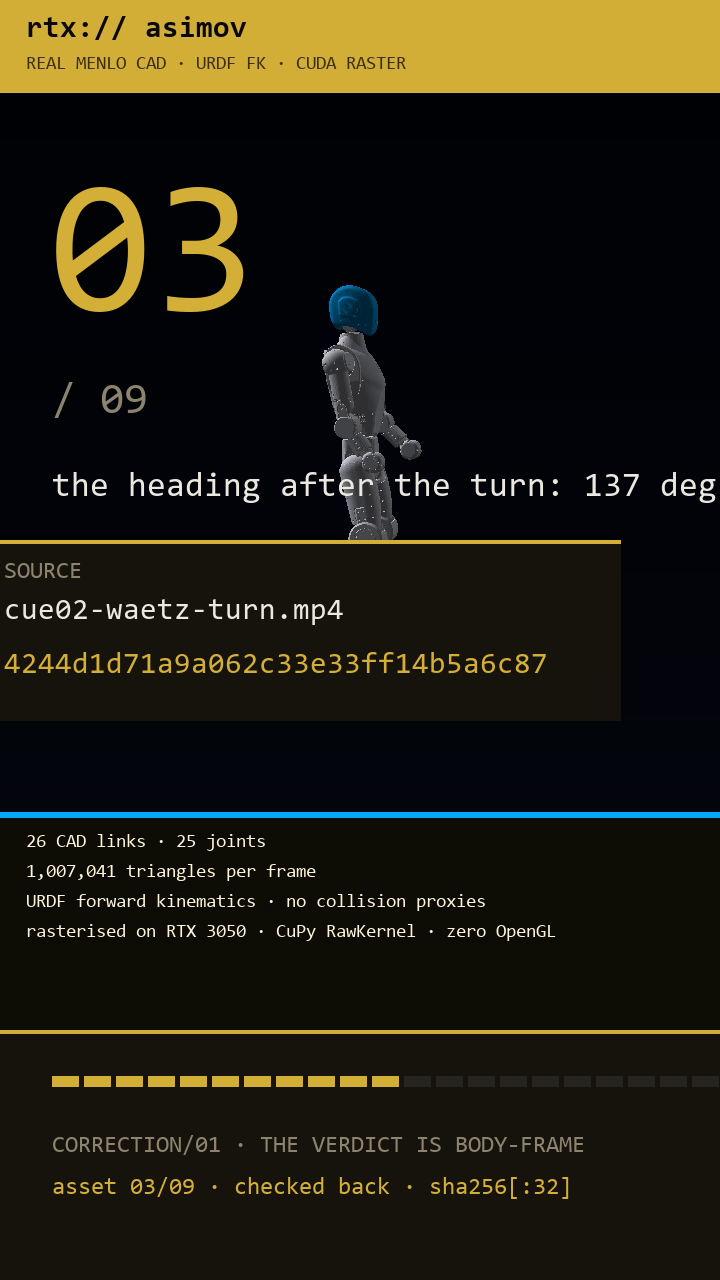 rtx:// asimov
REAL MENLO CAD · URDF FK · CUDA RASTER
03
/ 09
the heading after the turn: 137 deg
SOURCE
cue02-waetz-turn.mp4
4244d1d71a9a062c33e33ff14b5a6c87
26 CAD links · 25 joints
1,007,041 triangles per frame
URDF forward kinematics · no collision proxies
rasterised on RTX 3050 · CuPy RawKernel · zero OpenGL
CORRECTION/01 · THE VERDICT IS BODY-FRAME
asset 03/09 · checked back · sha256[:32]